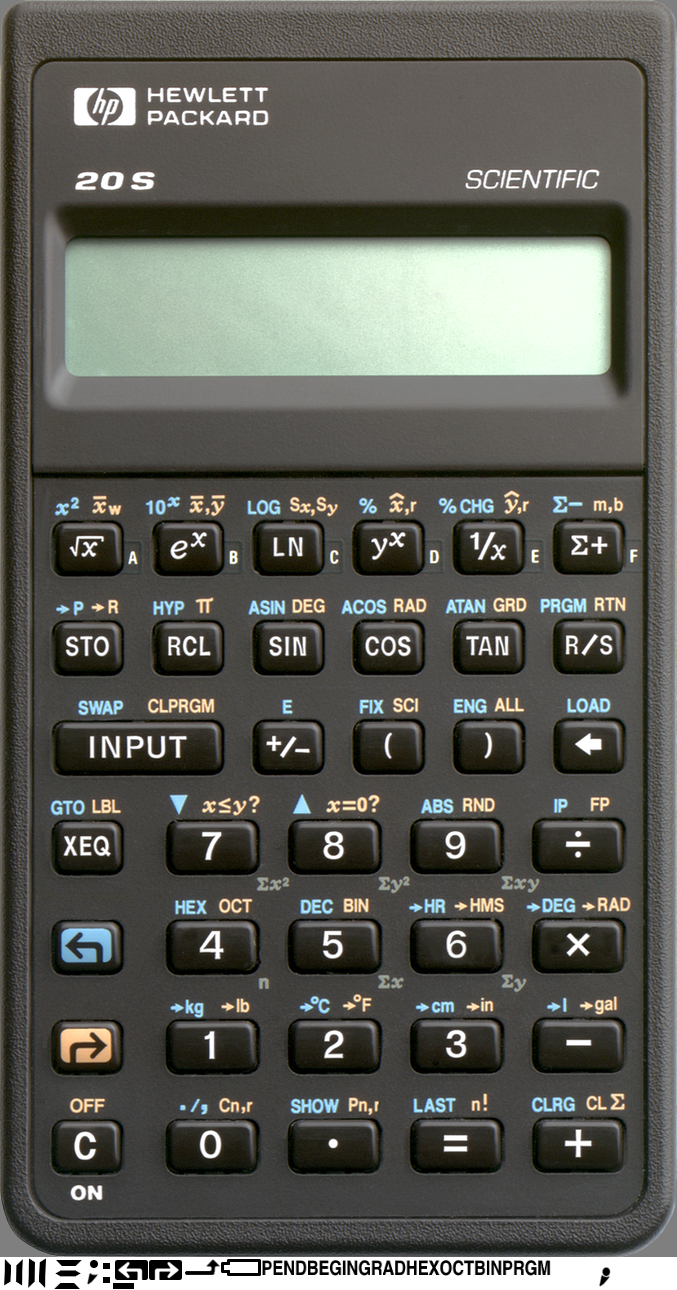 hp HEWLETT
PACKARD
20S SCIENTIFIC
x² x̅w 10ˣ x̅,y̅ LOG Sx,Sy % x̂,r %CHG ŷ,r Σ− m,b
√x A eˣ B LN C yˣ D 1/x E Σ+ F
→P →R HYP π ASIN DEG ACOS RAD ATAN GRD PRGM RTN
STO RCL SIN COS TAN R/S
SWAP CLPRGM E FIX SCI ENG ALL LOAD
INPUT +/− ( ) ←
GTO LBL ▼ x≤y? ▲ x=0? ABS RND IP FP
XEQ 7 8 9 ÷
Σx² Σy² Σxy
HEX OCT DEC BIN →HR →HMS →DEG →RAD
4 5 6 ×
n Σx Σy
→kg →lb →°C →°F →cm →in →l →gal
1 2 3 −
OFF ./, Cn,r SHOW Pn,r LAST n! CLRG CLΣ
C 0 · = +
ON
PENDBEGINGRADHEXOCTBINPRGM ;